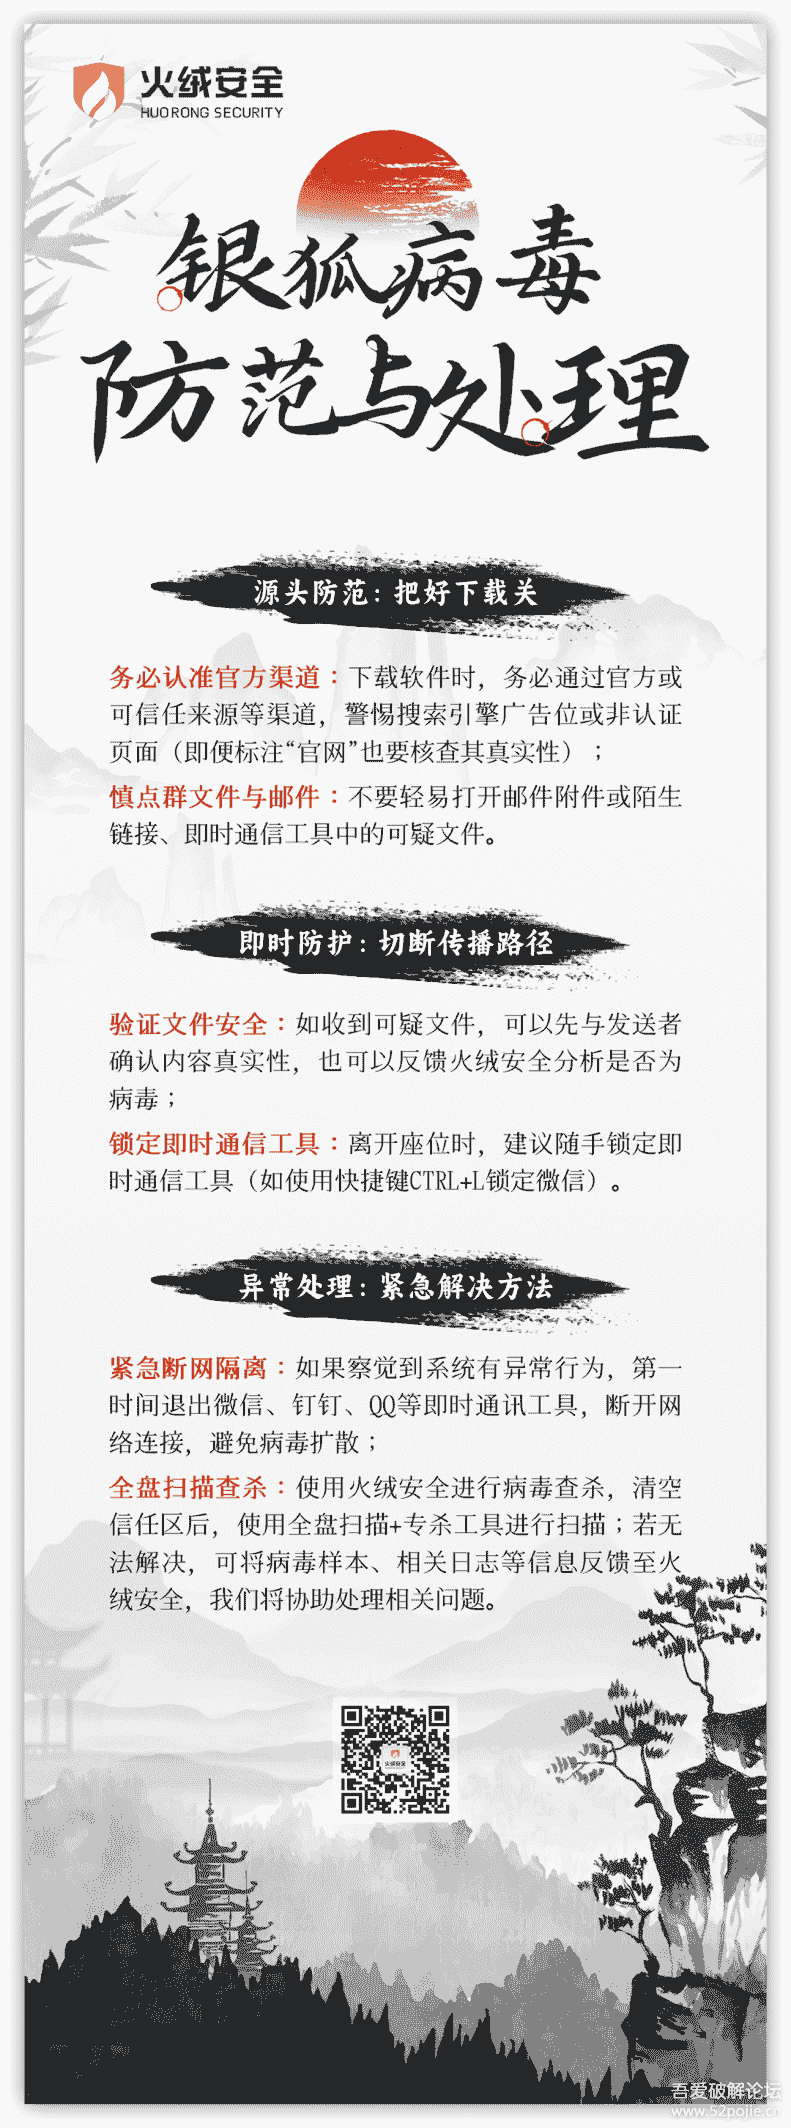 火绒安全
HUORONG SECURITY
银狐病毒
防范与处理
源头防范：把好下载关
务必认准官方渠道：下载软件时，务必通过官方或
可信任来源等渠道，警惕搜索引擎广告位或非认证
页面（即便标注“官网”也要核查其真实性）；
慎点群文件与邮件：不要轻易打开邮件附件或陌生
链接、即时通信工具中的可疑文件。
即时防护：切断传播路径
验证文件安全：如收到可疑文件，可以先与发送者
确认内容真实性，也可以反馈火绒安全分析是否为
病毒；
锁定即时通信工具：离开座位时，建议随手锁定即
时通信工具（如使用快捷键CTRL+L锁定微信）。
异常处理：紧急解决方法
紧急断网隔离：如果察觉到系统有异常行为，第一
时间退出微信、钉钉、QQ等即时通讯工具，断开网
络连接，避免病毒扩散；
全盘扫描查杀：使用火绒安全进行病毒查杀，清空
信任区后，使用全盘扫描+专杀工具进行扫描；若无
法解决，可将病毒样本、相关日志等信息反馈至火
绒安全，我们将协助处理相关问题。
火绒安全
吾爱破解论坛
www.52pojie.cn